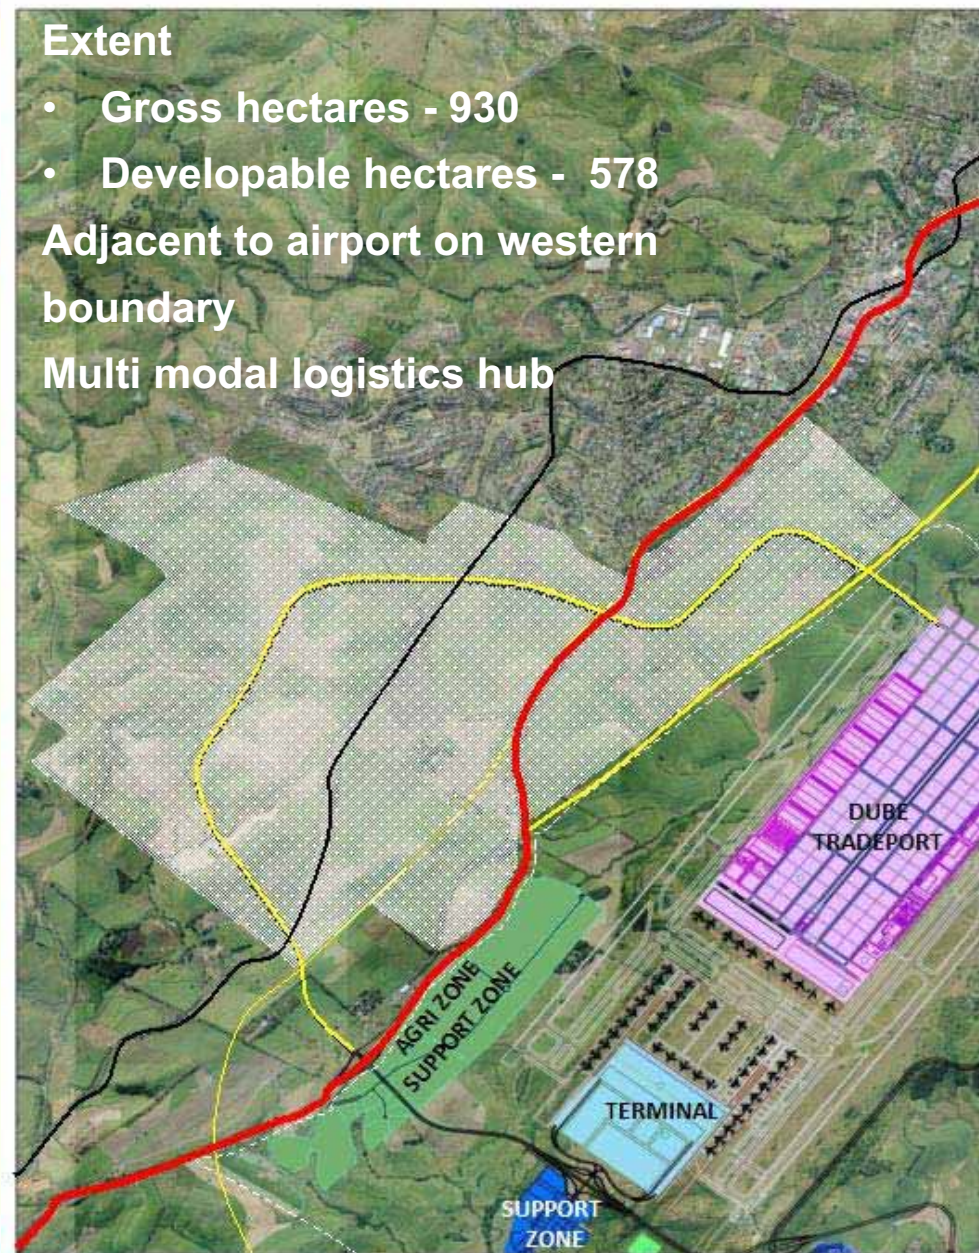 Extent
• Gross hectares - 930
• Developable hectares - 578
Adjacent to airport on western
boundary
Multi modal logistics hub
DUBE
TRADEPORT
AGRI ZONE
SUPPORT ZONE
TERMINAL
SUPPORT
ZONE